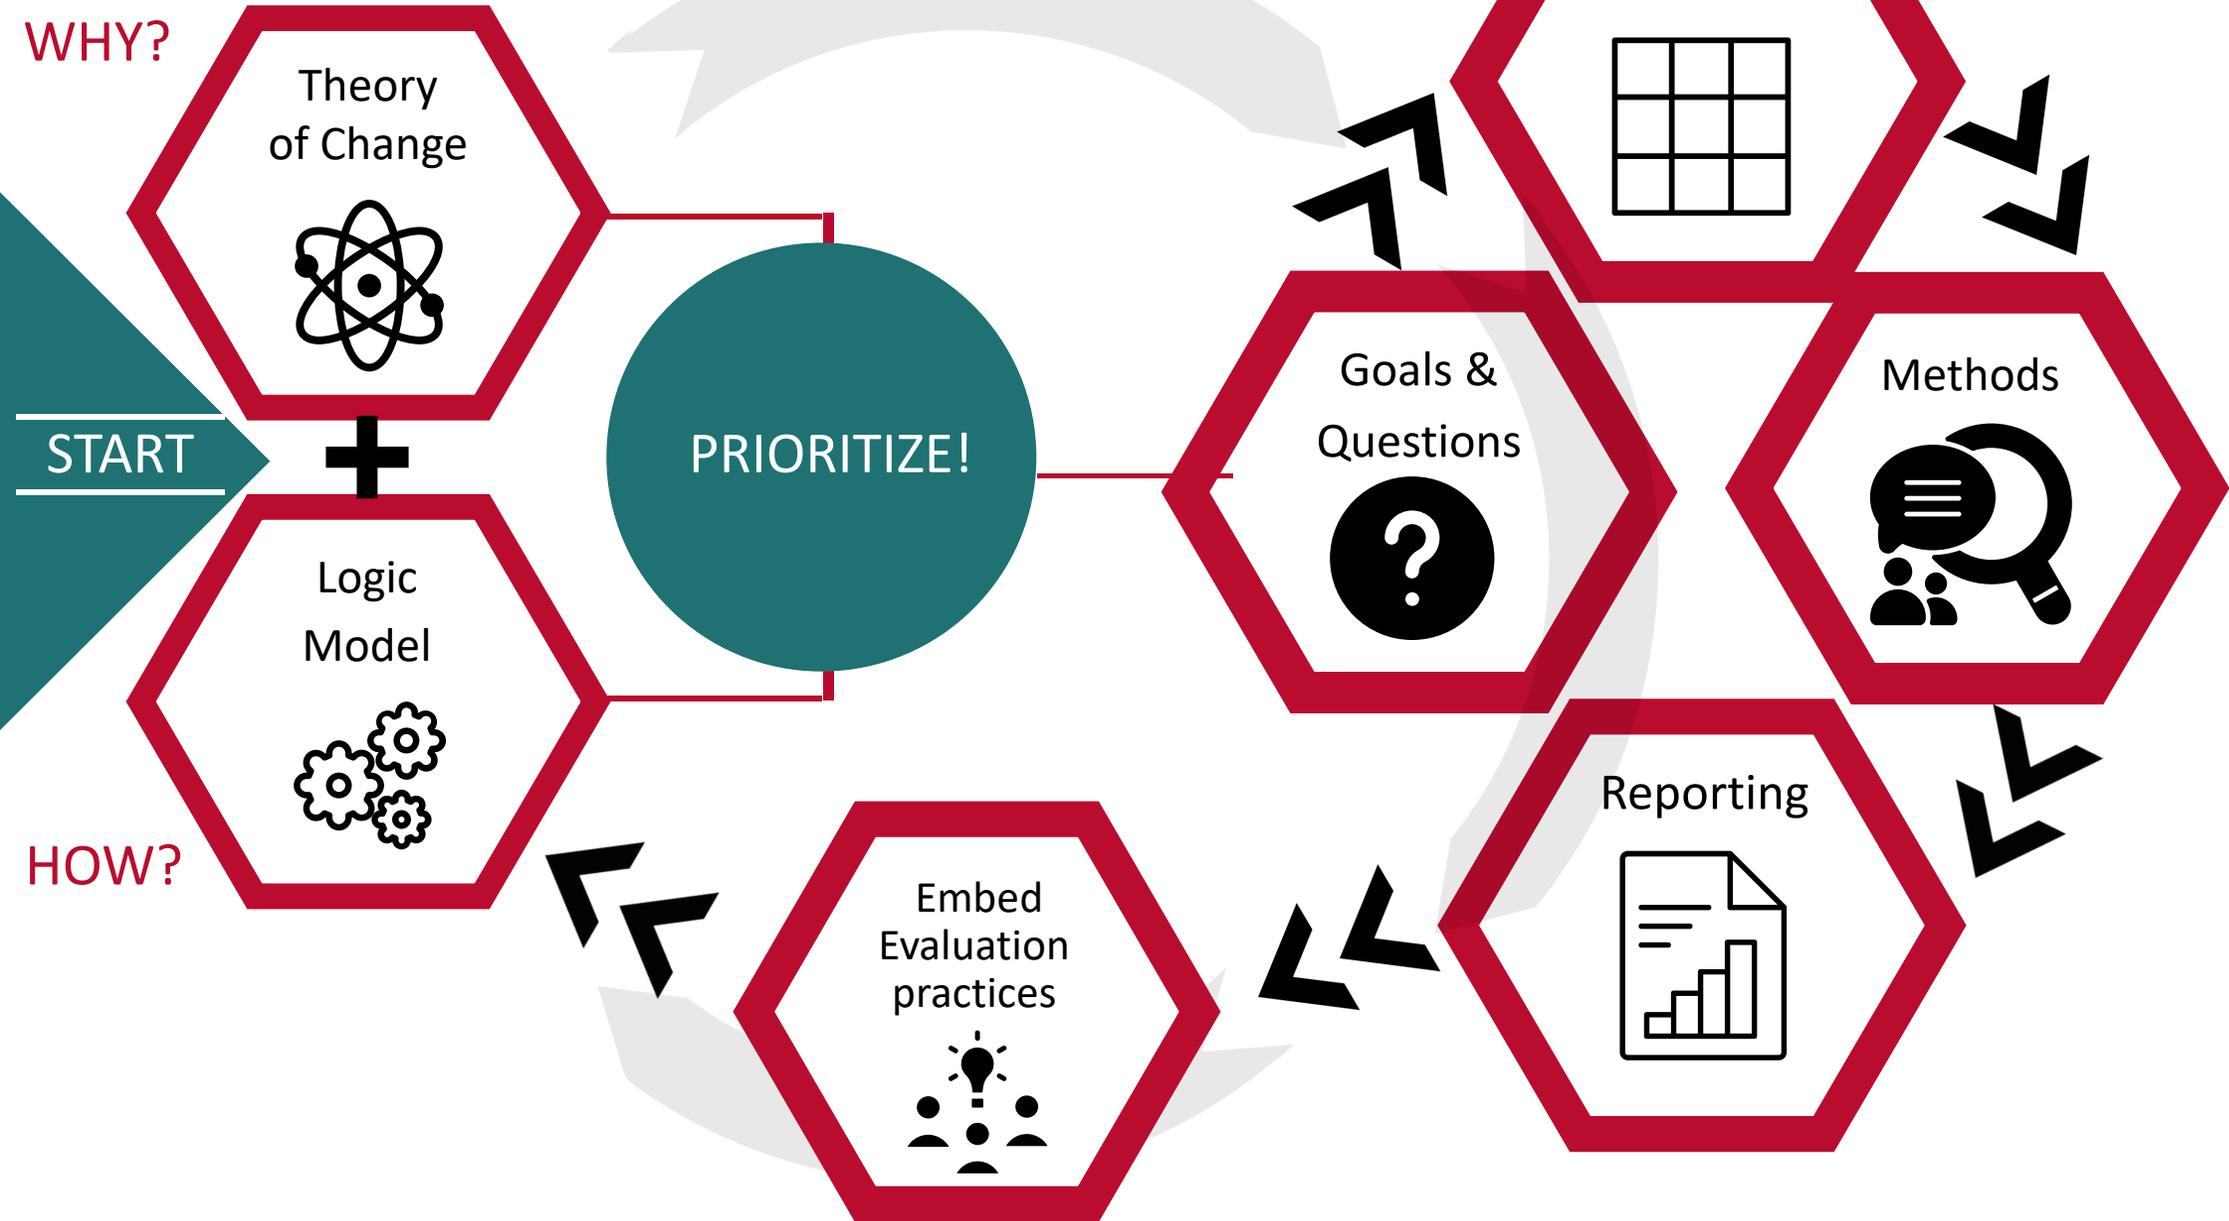 WHY?
Theory
of Change
START
Logic
Model
HOW?
PRIORITIZE!
Goals &
Questions
Methods
Reporting
Embed
Evaluation
practices
?